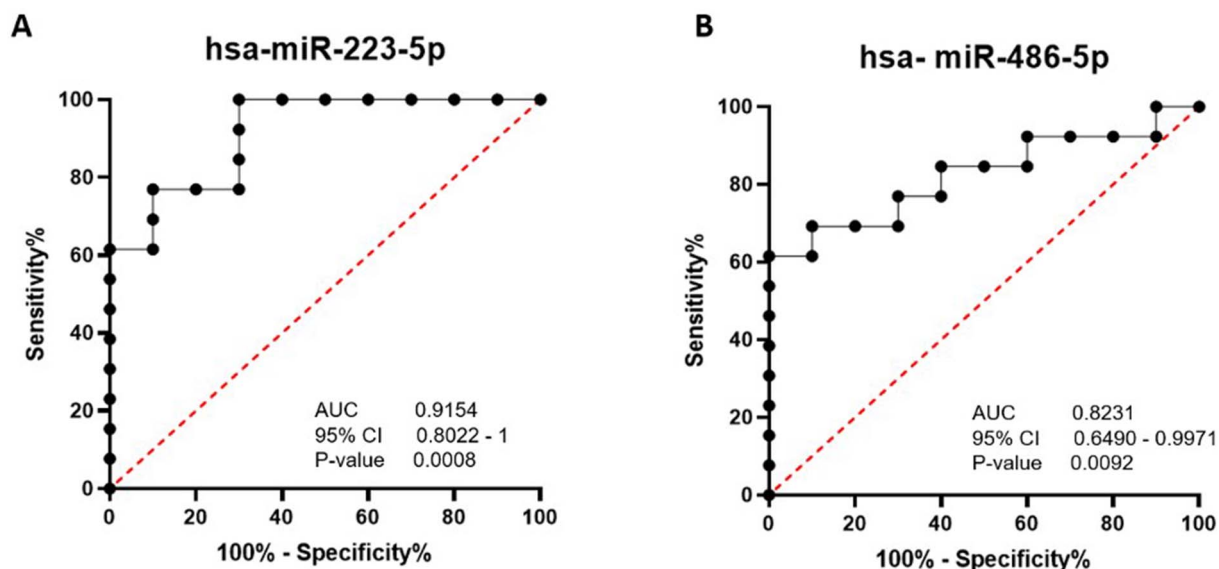 A
hsa-miR-223-5p
Sensitivity%
100
80
60
40
20
0
AUC 0.9154
95% CI 0.8022 - 1
P-value 0.0008
0 20 40 60 80 100
100% - Specificity%
B
hsa- miR-486-5p
Sensitivity%
100
80
60
40
20
0
AUC 0.8231
95% CI 0.6490 - 0.9971
P-value 0.0092
0 20 40 60 80 100
100% - Specificity%